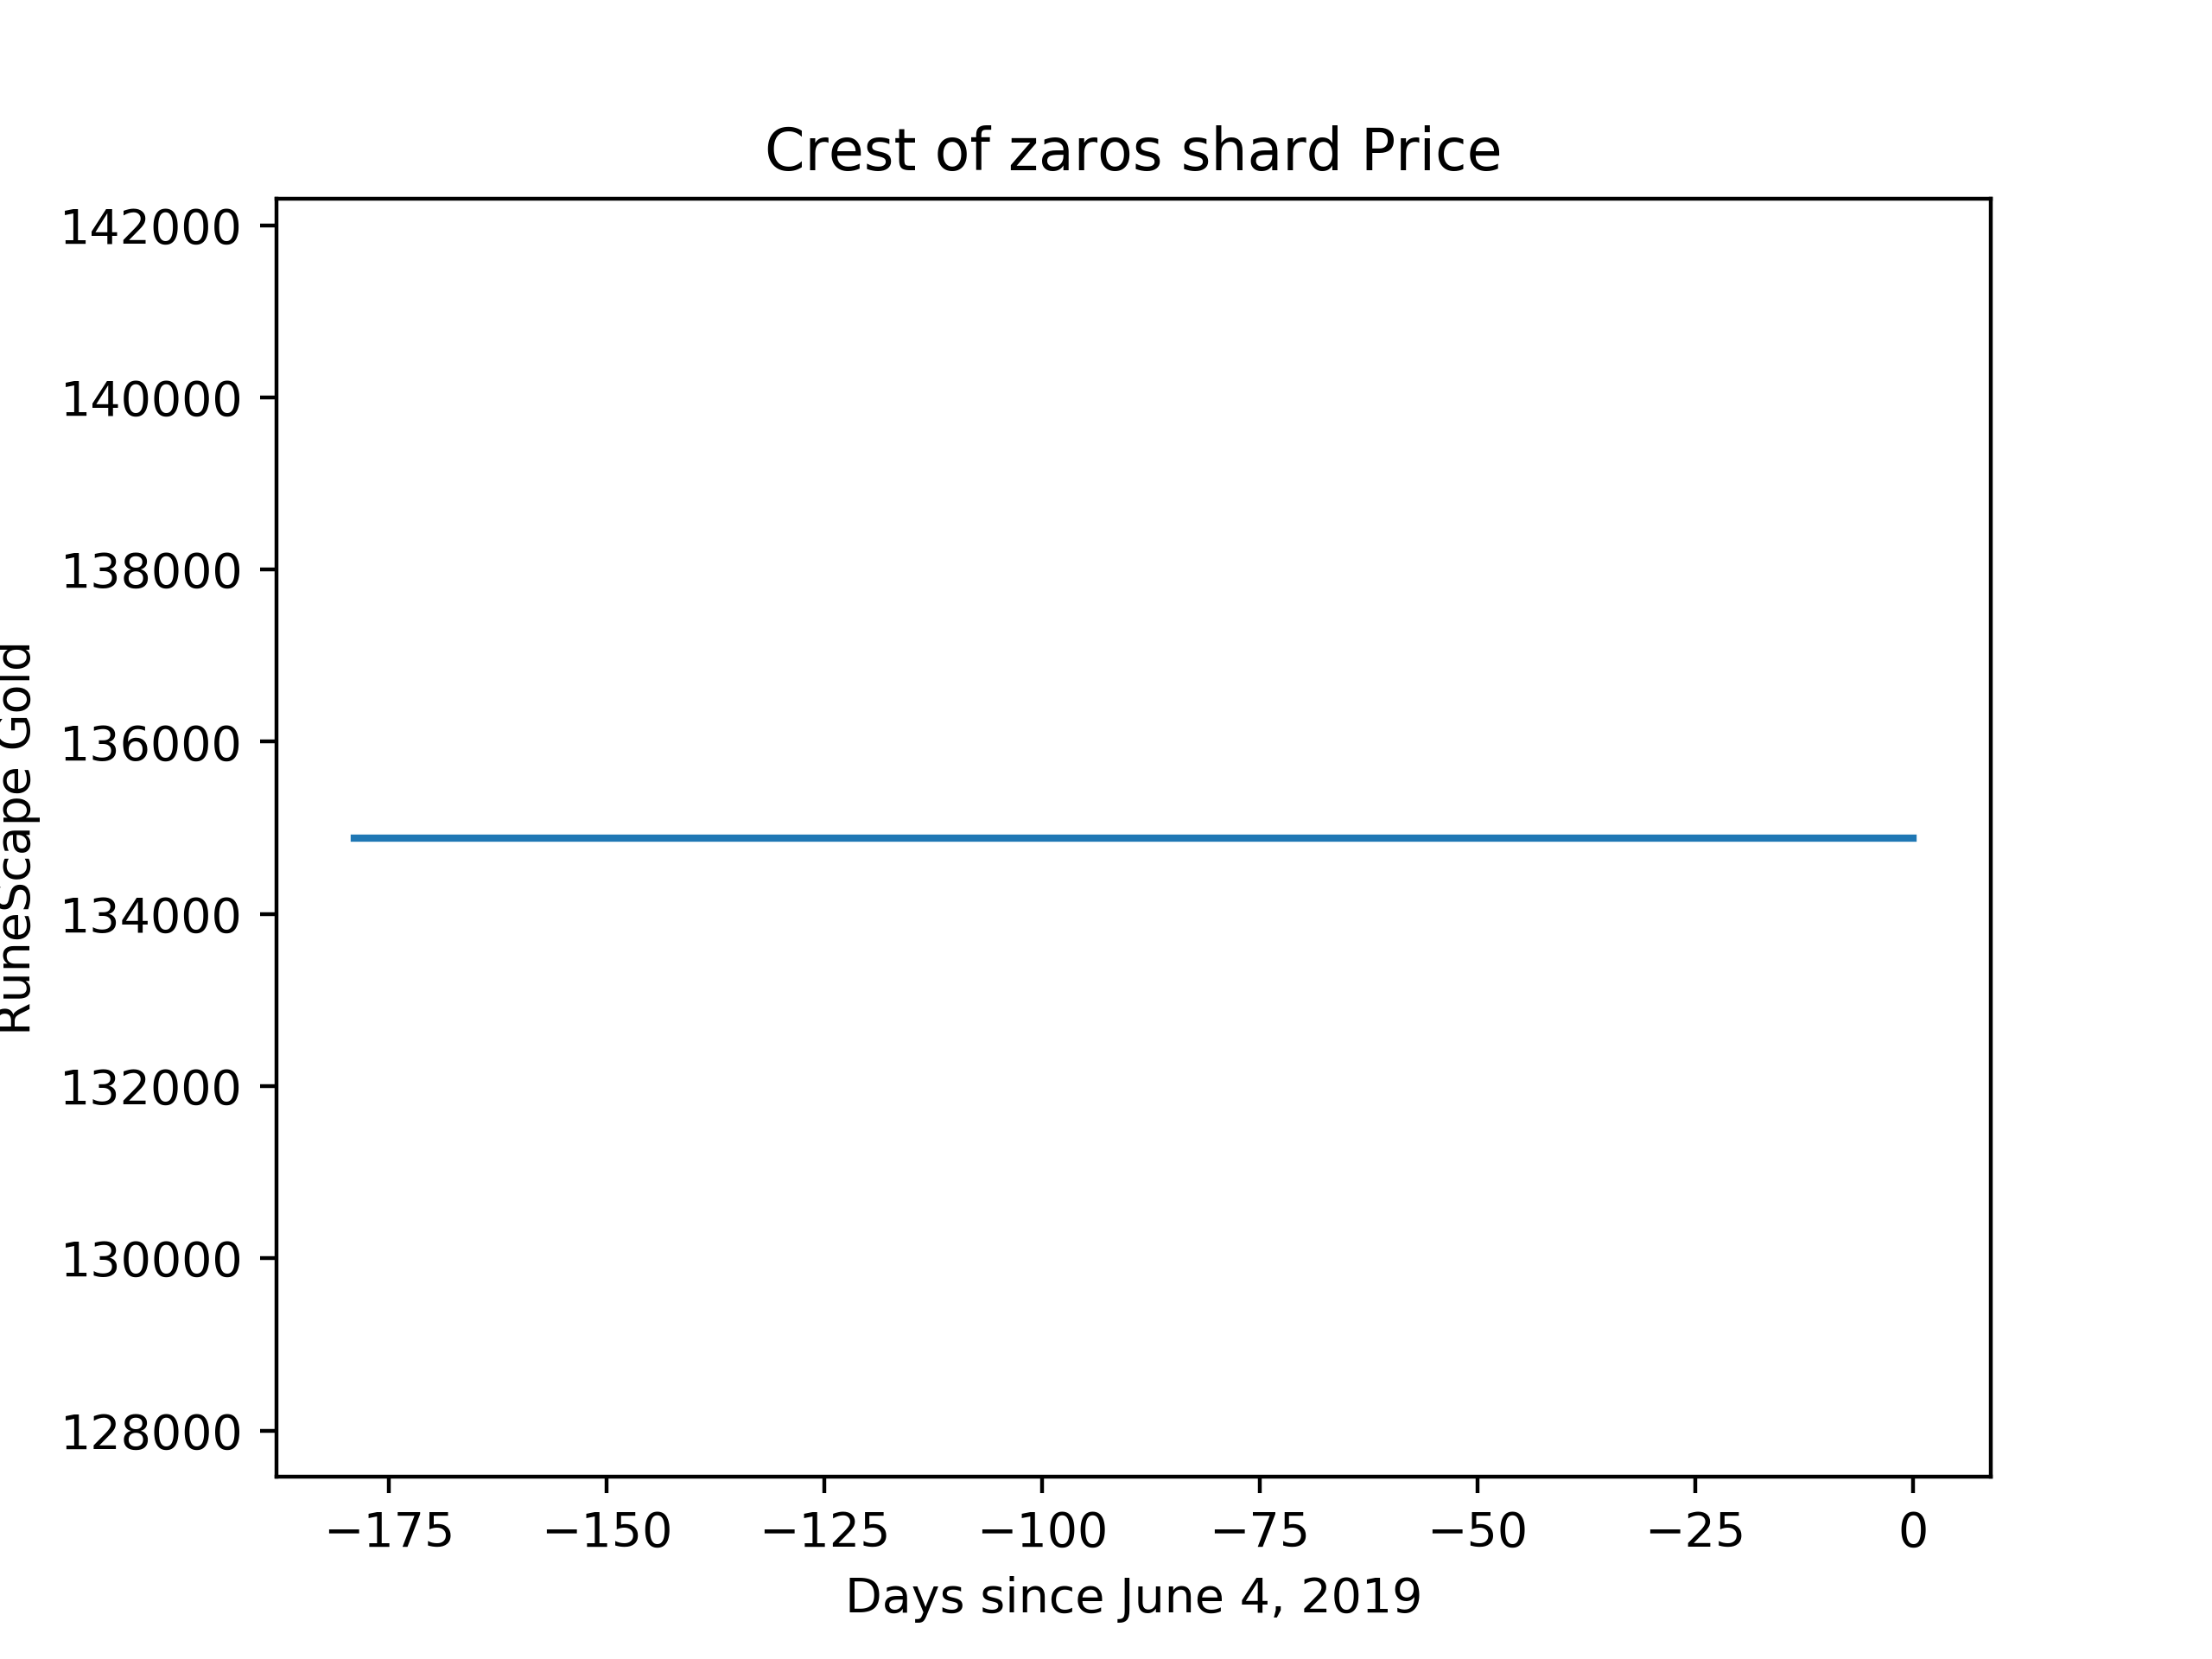 Crest of zaros shard Price
142000
140000
138000
136000
134000
132000
130000
128000
RuneScape Gold
−175 −150 −125 −100 −75 −50 −25 0
Days since June 4, 2019